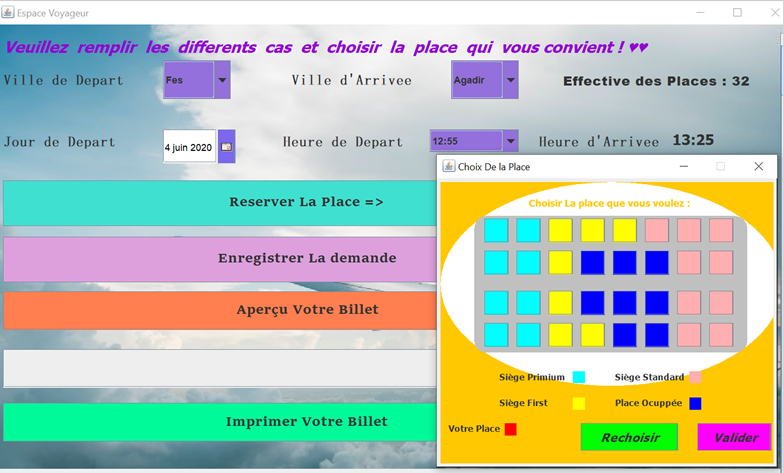 Espace Voyageur
Veuillez remplir les differents cas et choisir la place qui vous convient ! ♥♥
Ville de Depart Fes Ville d'Arrivee Agadir Effective des Places : 32
Jour de Depart 4 juin 2020 Heure de Depart 12:55 Heure d'Arrivee 13:25
Reserver La Place =>
Enregistrer La demande
Aperçu Votre Billet
Imprimer Votre Billet
Choix De la Place
Choisir La place que vous voulez :
Siège Primium Siège Standard
Siège First Place Ocuppée
Votre Place
Rechoisir Valider